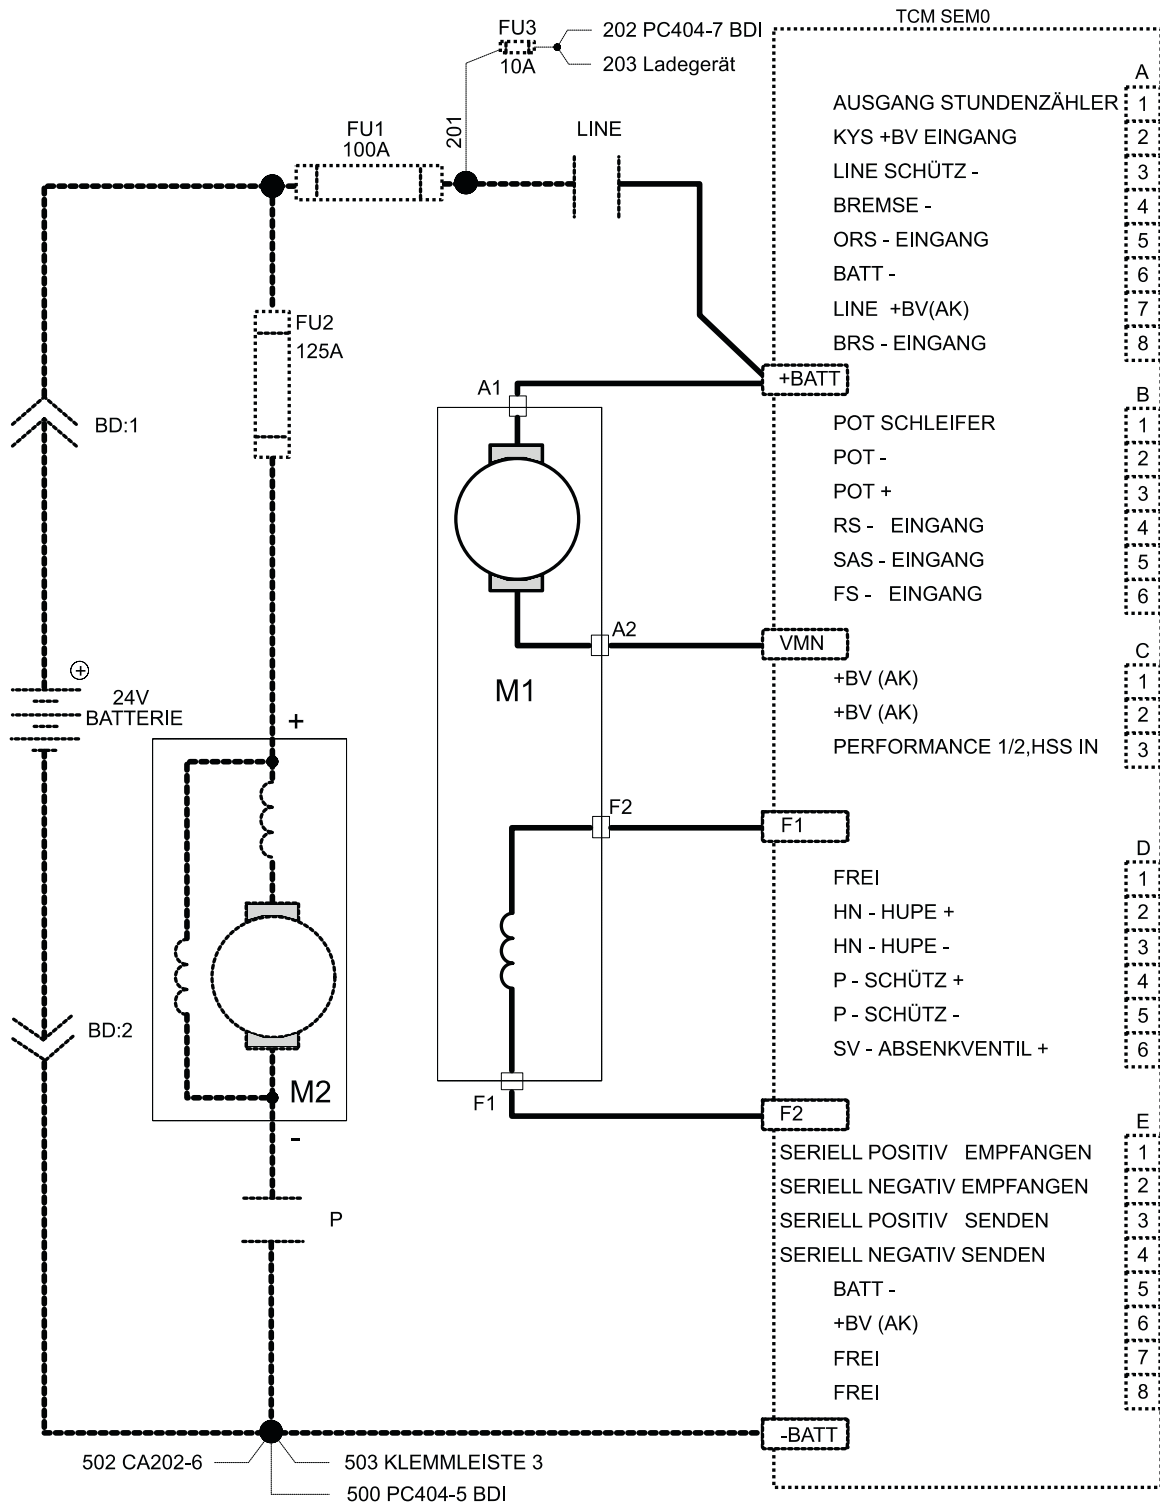 TCM SEM0
FU3
10A
202 PC404-7 BDI
203 Ladegerät
201
FU1
100A
LINE
FU2
125A
BD:1
24V
BATTERIE
+
M2
-
P
BD:2
A1
A2
M1
F2
F1
502 CA202-6
503 KLEMMLEISTE 3
500 PC404-5 BDI
A
AUSGANG STUNDENZÄHLER 1
KYS +BV EINGANG 2
LINE SCHÜTZ - 3
BREMSE - 4
ORS - EINGANG 5
BATT - 6
LINE +BV(AK) 7
BRS - EINGANG 8
+BATT
B
POT SCHLEIFER 1
POT - 2
POT + 3
RS - EINGANG 4
SAS - EINGANG 5
FS - EINGANG 6
VMN
C
+BV (AK) 1
+BV (AK) 2
PERFORMANCE 1/2,HSS IN 3
F1
D
FREI 1
HN - HUPE + 2
HN - HUPE - 3
P - SCHÜTZ + 4
P - SCHÜTZ - 5
SV - ABSENKVENTIL + 6
F2
E
SERIELL POSITIV EMPFANGEN 1
SERIELL NEGATIV EMPFANGEN 2
SERIELL POSITIV SENDEN 3
SERIELL NEGATIV SENDEN 4
BATT - 5
+BV (AK) 6
FREI 7
FREI 8
-BATT